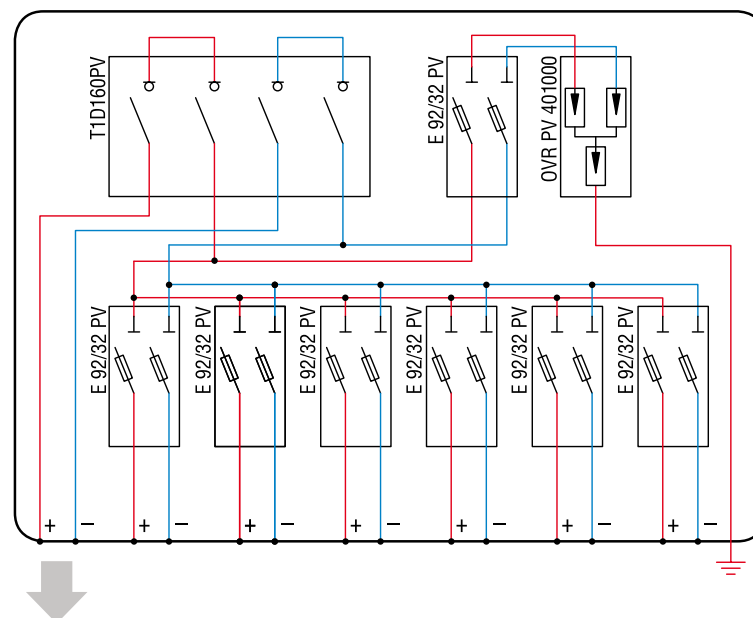 T1D160PV
E 92/32 PV
OVR PV 401000
E 92/32 PV
E 92/32 PV
E 92/32 PV
E 92/32 PV
E 92/32 PV
E 92/32 PV
+ − + − + − + − + − + − + −